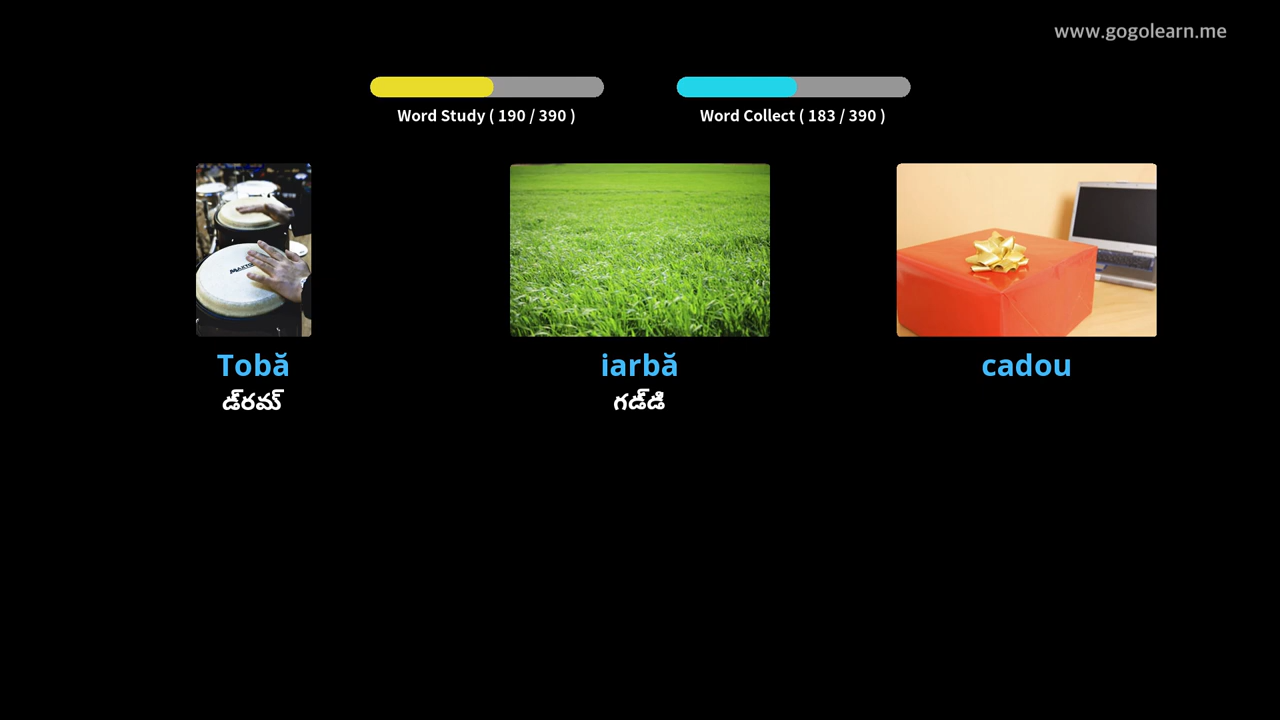 www.gogolearn.me
Word Study ( 190 / 390 )
Word Collect ( 183 / 390 )
Tobă
iarbă
cadou
డ్‌రమ్
గడ్‌డి